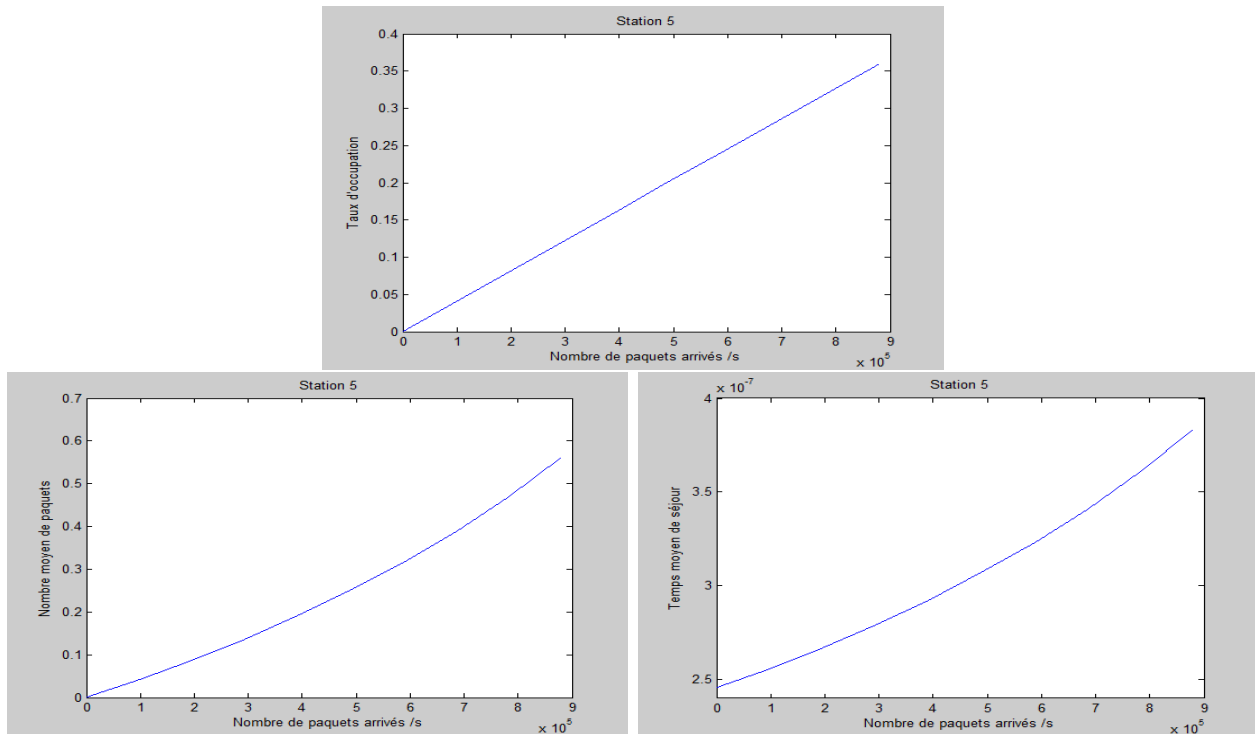 Station 5
0.4
0.35
0.3
0.25
0.2
0.15
0.1
0.05
0
Taux d'occupation
0 1 2 3 4 5 6 7 8 9
Nombre de paquets arrivés /s
x 10^5
Station 5
0.7
0.6
0.5
0.4
0.3
0.2
0.1
0
Nombre moyen de paquets
0 1 2 3 4 5 6 7 8 9
Nombre de paquets arrivés /s
x 10^5
x 10^-7
Station 5
4
3.5
3
2.5
Temps moyen de séjour
0 1 2 3 4 5 6 7 8 9
Nombre de paquets arrivés /s
x 10^5